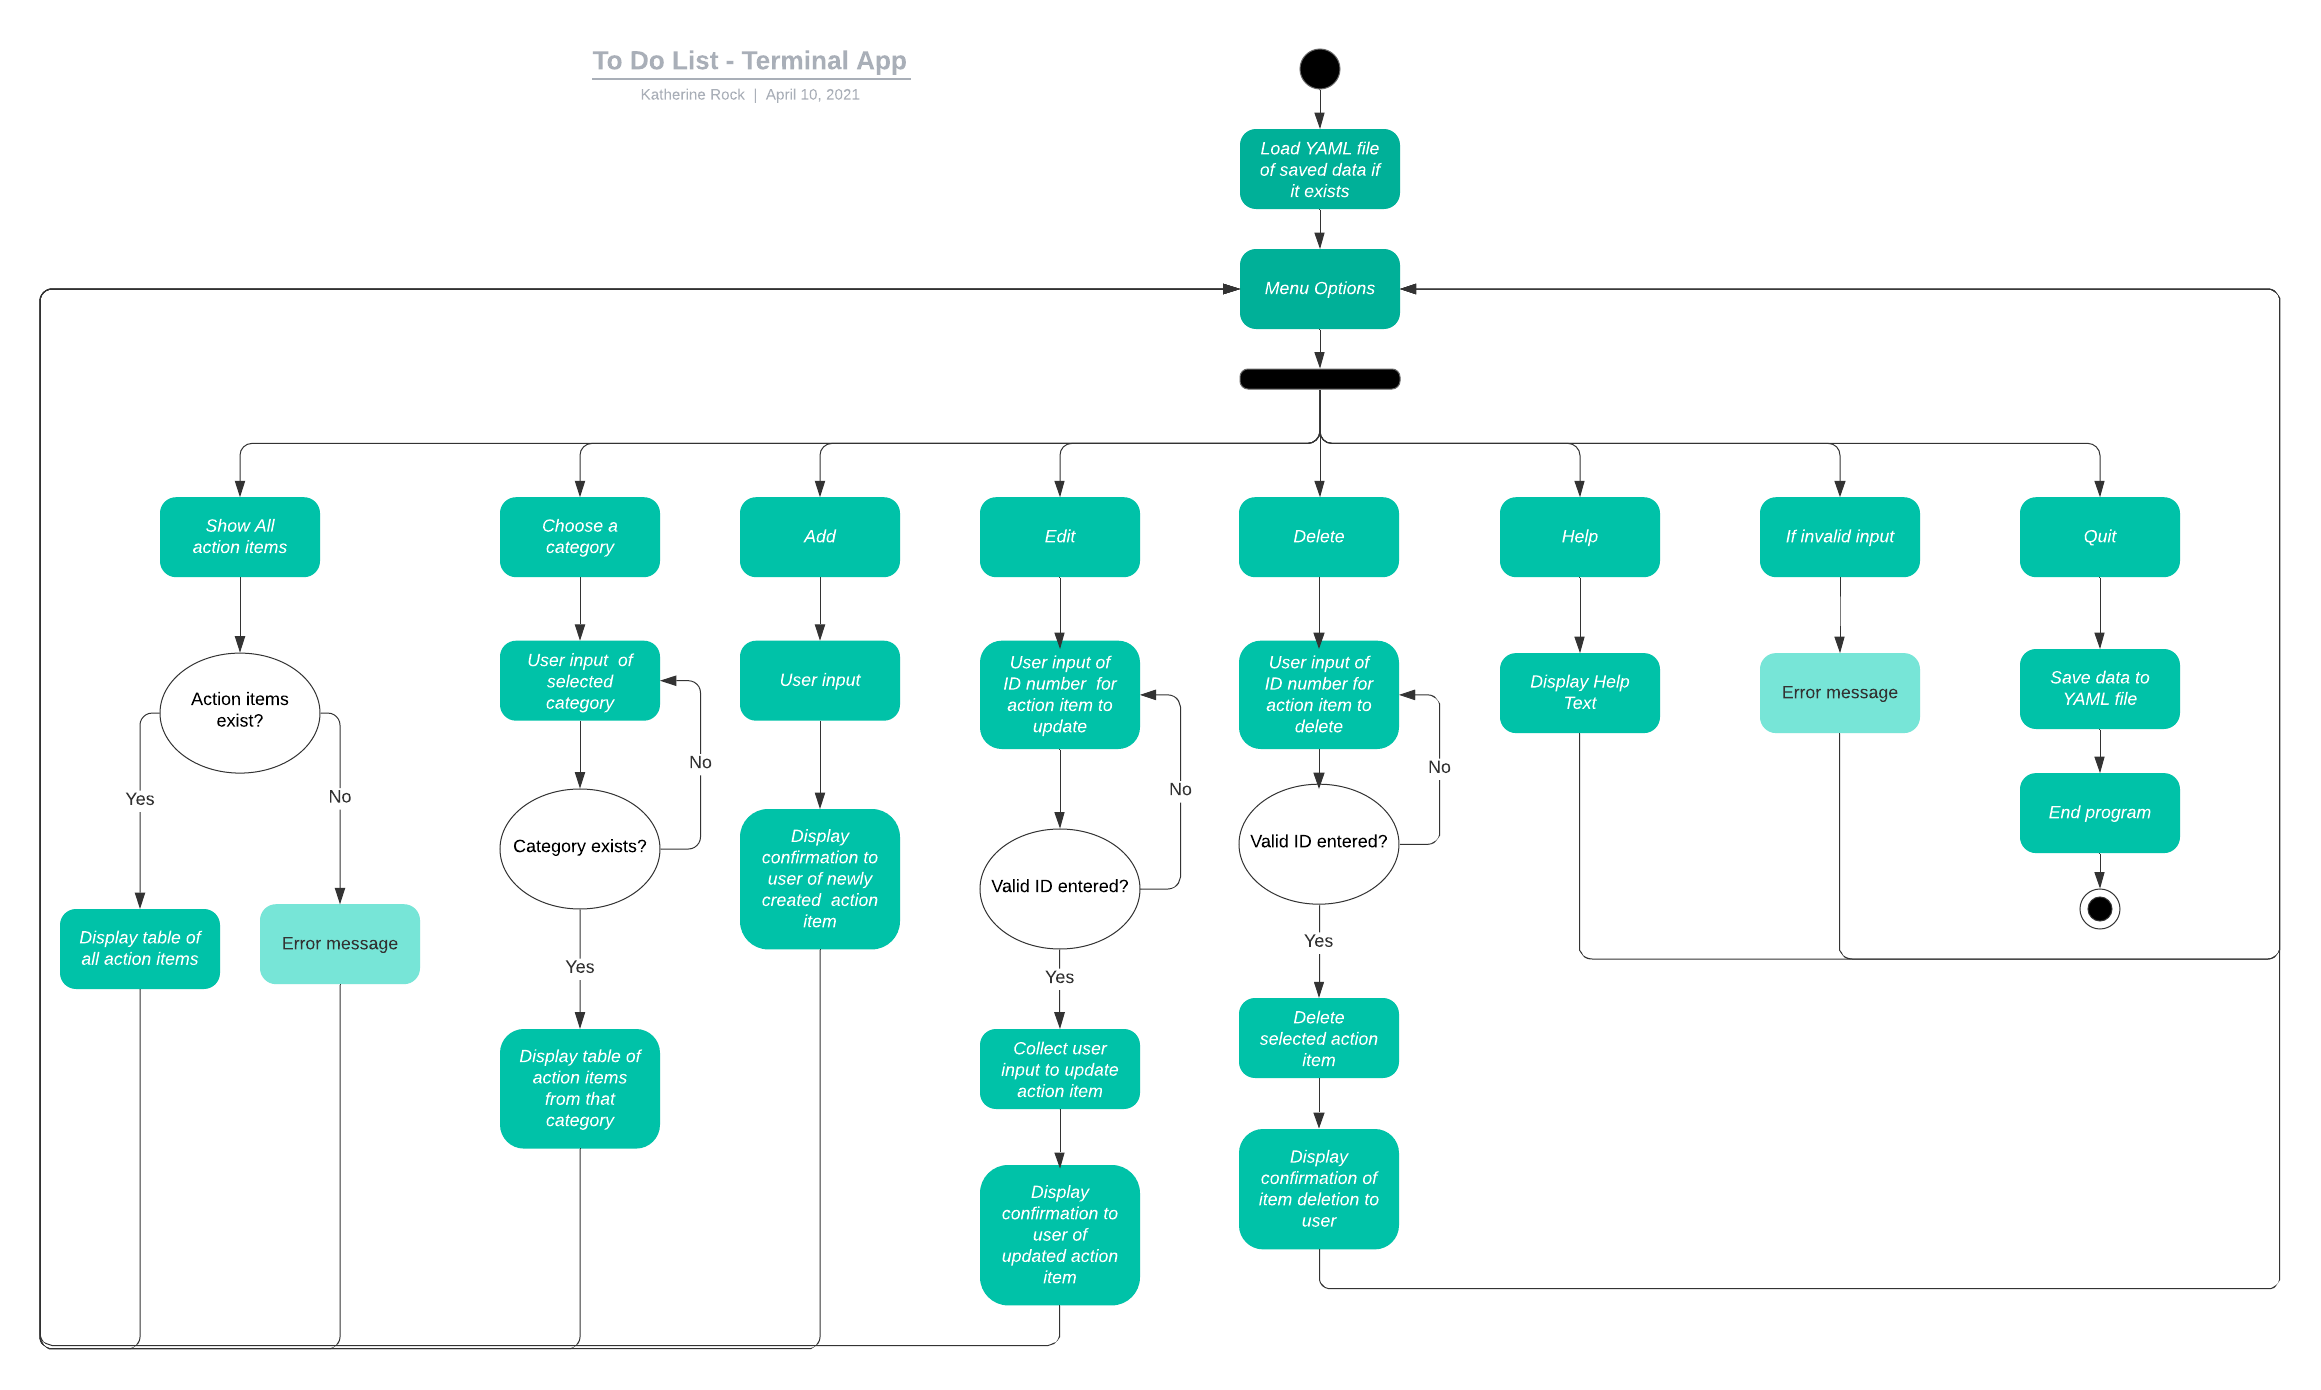 To Do List - Terminal App
Katherine Rock | April 10, 2021
Load YAML file
of saved data if
it exists
Menu Options
Show All
action items
Choose a
category
Add
Edit
Delete
Help
If invalid input
Quit
Action items
exist?
Yes
No
Display table of
all action items
Error message
User input of
selected
category
No
Category exists?
Yes
Display table of
action items
from that
category
User input
Display
confirmation to
user of newly
created action
item
User input of
ID number for
action item to
update
No
Valid ID entered?
Yes
Collect user
input to update
action item
Display
confirmation to
user of
updated action
item
User input of
ID number for
action item to
delete
No
Valid ID entered?
Yes
Delete
selected action
item
Display
confirmation of
item deletion to
user
Display Help
Text
Error message
Save data to
YAML file
End program